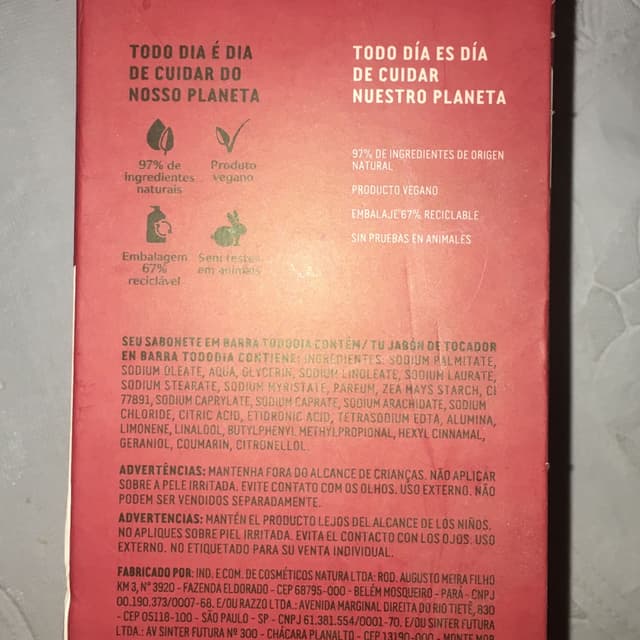 TODO DIA É DIA
DE CUIDAR DO
NOSSO PLANETA
97% de
ingredientes
naturais
Produto
vegano
Embalagem
67%
reciclável
Sem testes
em animais
TODO DÍA ES DÍA
DE CUIDAR
NUESTRO PLANETA
97% DE INGREDIENTES DE ORIGEN
NATURAL
PRODUCTO VEGANO
EMBALAJE 67% RECICLABLE
SIN PRUEBAS EN ANIMALES
SEU SABONETE EM BARRA TODODIA CONTÉM/ TU JABÓN DE TOCADOR
EN BARRA TODODIA CONTIENE: INGREDIENTES: SODIUM PALMITATE,
SODIUM OLEATE, AQUA, GLYCERIN, SODIUM LINOLEATE, SODIUM LAURATE,
SODIUM STEARATE, SODIUM MYRISTATE, PARFUM, ZEA MAYS STARCH, CI
77891, SODIUM CAPRYLATE, SODIUM CAPRATE, SODIUM ARACHIDATE, SODIUM
CHLORIDE, CITRIC ACID, ETIDRONIC ACID, TETRASODIUM EDTA, ALUMINA,
LIMONENE, LINALOOL, BUTYLPHENYL METHYLPROPIONAL, HEXYL CINNAMAL,
GERANIOL, COUMARIN, CITRONELLOL.
ADVERTÊNCIAS: MANTENHA FORA DO ALCANCE DE CRIANÇAS. NÃO APLICAR
SOBRE A PELE IRRITADA. EVITE CONTATO COM OS OLHOS. USO EXTERNO. NÃO
PODEM SER VENDIDOS SEPARADAMENTE.
ADVERTENCIAS: MANTÉN EL PRODUCTO LEJOS DEL ALCANCE DE LOS NIÑOS.
NO APLIQUES SOBRE PIEL IRRITADA. EVITA EL CONTACTO CON LOS OJOS. USO
EXTERNO. NO ETIQUETADO PARA SU VENTA INDIVIDUAL.
FABRICADO POR: IND. E COM. DE COSMÉTICOS NATURA LTDA: ROD. AUGUSTO MEIRA FILHO
KM 3, Nº 3920 - FAZENDA ELDORADO - CEP 68795-000 - BELÉM MOSQUEIRO - PARÁ - CNPJ
00.190.373/0007-68. E/OU RAZZO LTDA.: AVENIDA MARGINAL DIREITA DO RIO TIETÊ, 830
- CEP 05118-100 - SÃO PAULO - SP - CNPJ 61.381.554/0001-70. E/OU SINTER FUTURA
LTDA.: AV SINTER FUTURA Nº 300 - CHÁCARA PLANALTO - CEP 13190-000 - MONTE MOR